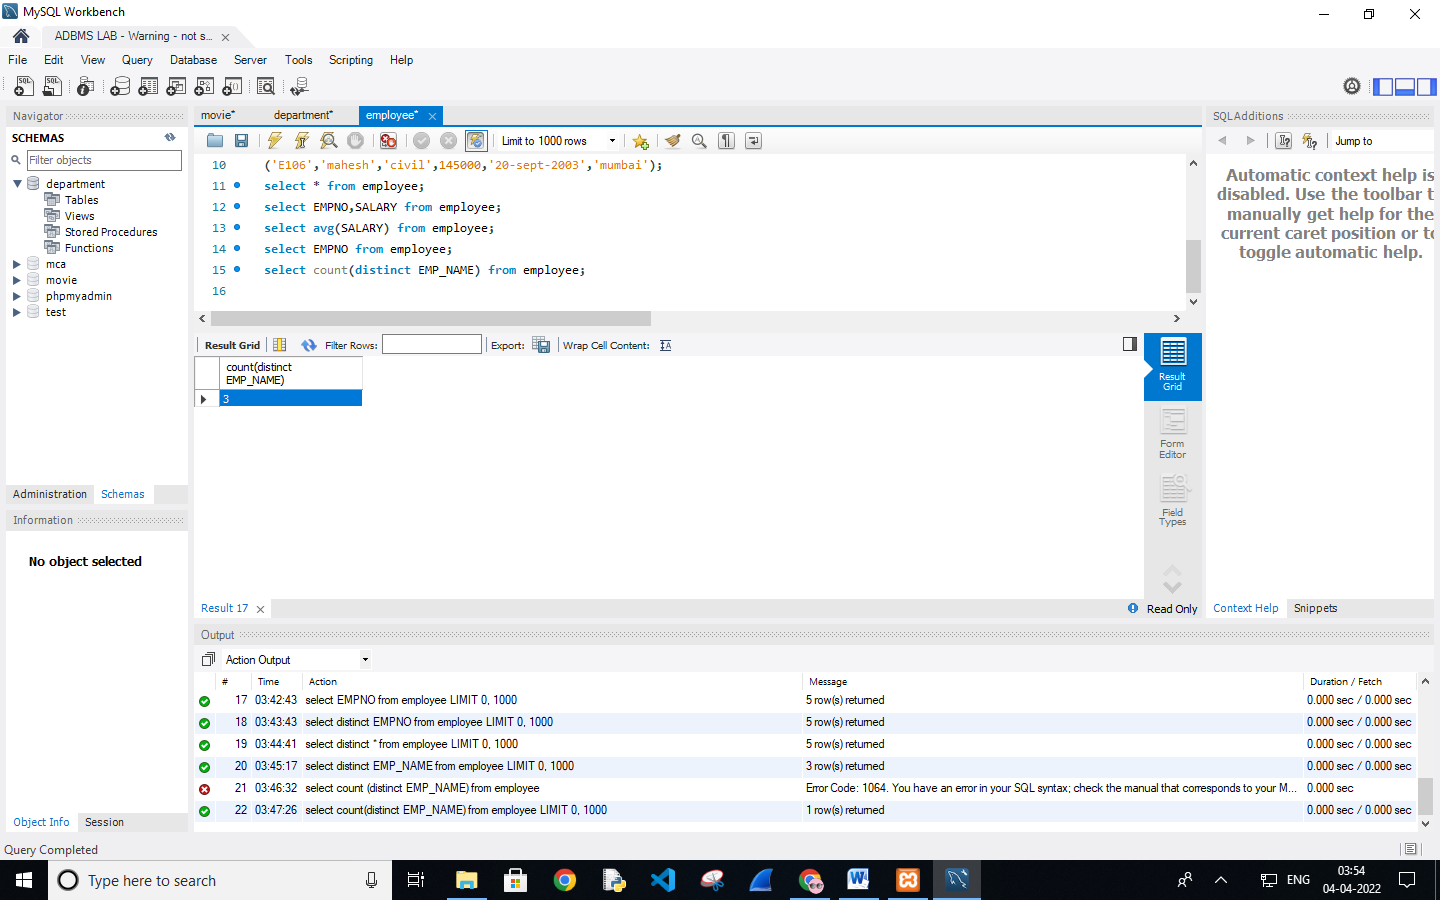 MySQL Workbench
ADBMS LAB - Warning - not s...
File Edit View Query Database Server Tools Scripting Help
Navigator
SCHEMAS
Filter objects
department
Tables
Views
Stored Procedures
Functions
mca
movie
phpmyadmin
test
Administration Schemas
Information
No object selected
Object Info Session
movie* department* employee*
Limit to 1000 rows
10 ('E106','mahesh','civil',145000,'20-sept-2003','mumbai');
11 select * from employee;
12 select EMPNO,SALARY from employee;
13 select avg(SALARY) from employee;
14 select EMPNO from employee;
15 select count(distinct EMP_NAME) from employee;
16
Result Grid Filter Rows: Export: Wrap Cell Content:
count(distinct
EMP_NAME)
3
Result
Grid
Form
Editor
Field
Types
Result 17 Read Only
SQLAdditions
Jump to
Automatic context help is
disabled. Use the toolbar t
manually get help for the
current caret position or to
toggle automatic help.
Context Help Snippets
Output
Action Output
# Time Action Message Duration / Fetch
17 03:42:43 select EMPNO from employee LIMIT 0, 1000 5 row(s) returned 0.000 sec / 0.000 sec
18 03:43:43 select distinct EMPNO from employee LIMIT 0, 1000 5 row(s) returned 0.000 sec / 0.000 sec
19 03:44:41 select distinct * from employee LIMIT 0, 1000 5 row(s) returned 0.000 sec / 0.000 sec
20 03:45:17 select distinct EMP_NAME from employee LIMIT 0, 1000 3 row(s) returned 0.000 sec / 0.000 sec
21 03:46:32 select count (distinct EMP_NAME) from employee Error Code: 1064. You have an error in your SQL syntax; check the manual that corresponds to your M... 0.000 sec
22 03:47:26 select count(distinct EMP_NAME) from employee LIMIT 0, 1000 1 row(s) returned 0.000 sec / 0.000 sec
Query Completed
Type here to search
ENG
03:54
04-04-2022